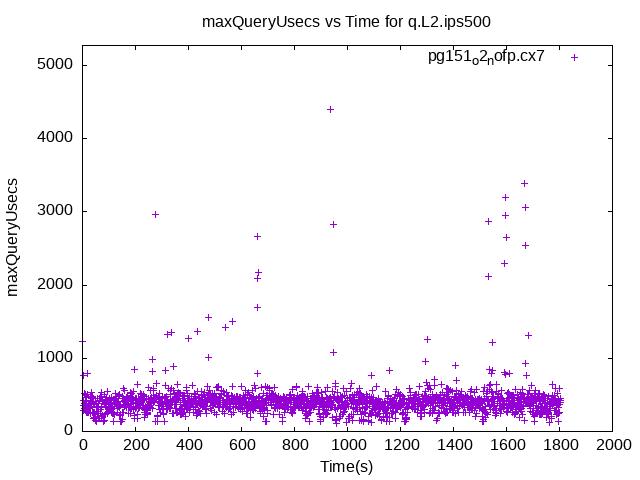 maxQueryUsecs vs Time for q.L2.ips500
pg151o2nofp.cx7
5000
4000
3000
2000
1000
0
maxQueryUsecs
0 200 400 600 800 1000 1200 1400 1600 1800 2000
Time(s)